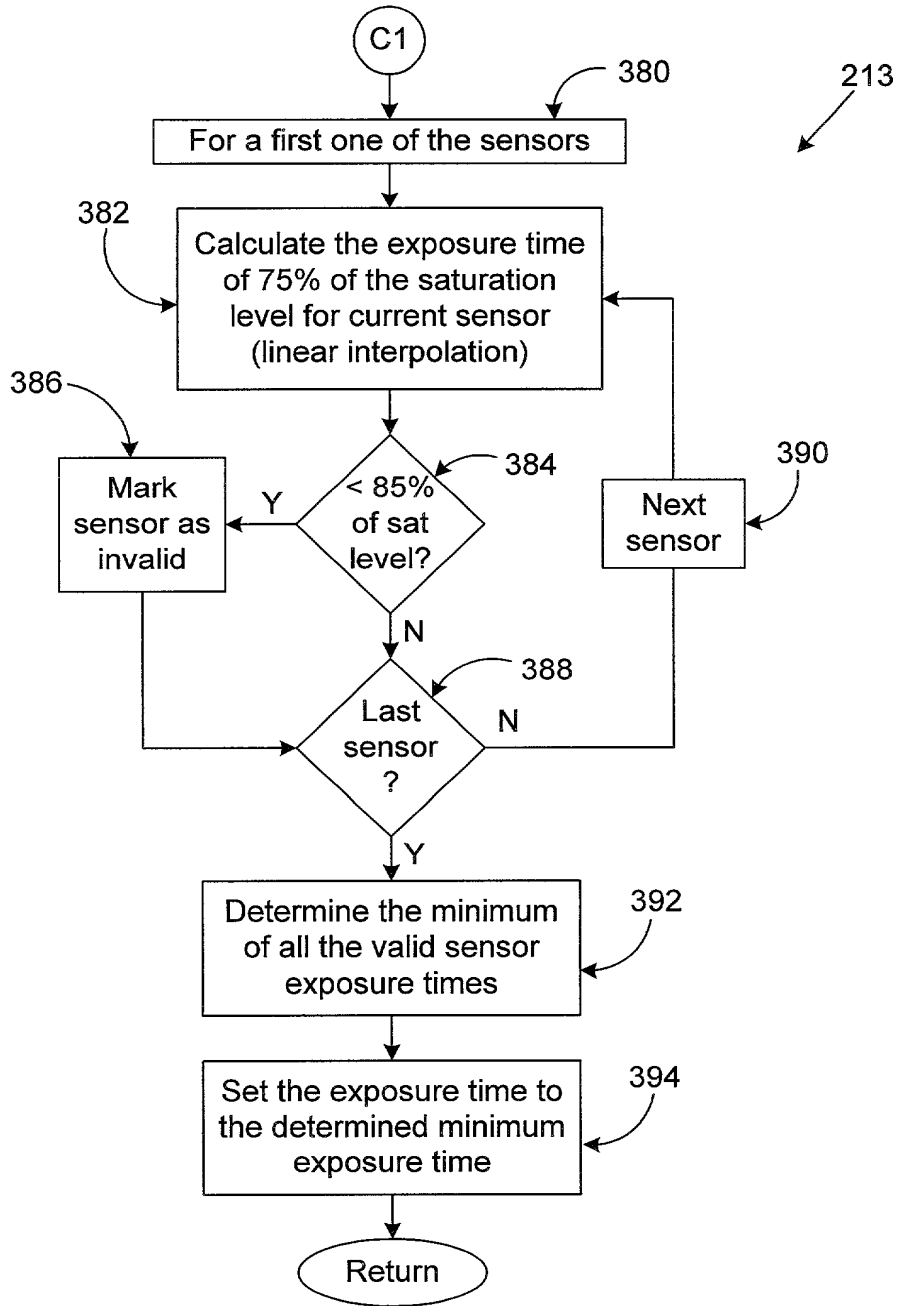 C1
380
213
For a first one of the sensors
382
Calculate the exposure time
of 75% of the saturation
level for current sensor
(linear interpolation)
386
384
390
Mark
sensor as
invalid
Y
< 85%
of sat
level?
Next
sensor
N
388
Last
sensor
?
N
Y
392
Determine the minimum
of all the valid sensor
exposure times
394
Set the exposure time to
the determined minimum
exposure time
Return